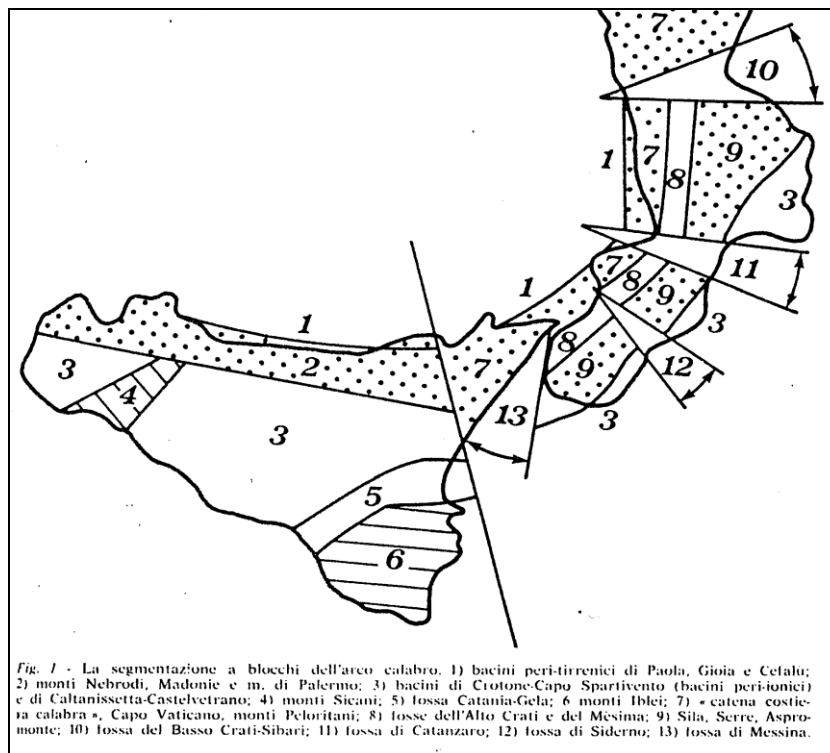 7
10
1 7 8 9
3
11
7
1 8 9
1 3
3 2 7 8 9 12
4 3 13 3
5
6
Fig. 1 - La segmentazione a blocchi dell'arco calabro. 1) bacini peri-tirrenici di Paola, Gioia e Cefalù;
2) monti Nebrodi, Madonie e m. di Palermo; 3) bacini di Crotone-Capo Spartivento (bacini peri-ionici)
e di Caltanissetta-Castelvetrano; 4) monti Sicani; 5) fossa Catania-Gela; 6 monti Iblei; 7) « catena costie-
ra calabra », Capo Vaticano, monti Peloritani; 8) fosse dell'Alto Crati e del Mèsima; 9) Sila, Serre, Aspro-
monte; 10) fossa del Basso Crati-Sibari; 11) fossa di Catanzaro; 12) fossa di Siderno; 13) fossa di Messina.